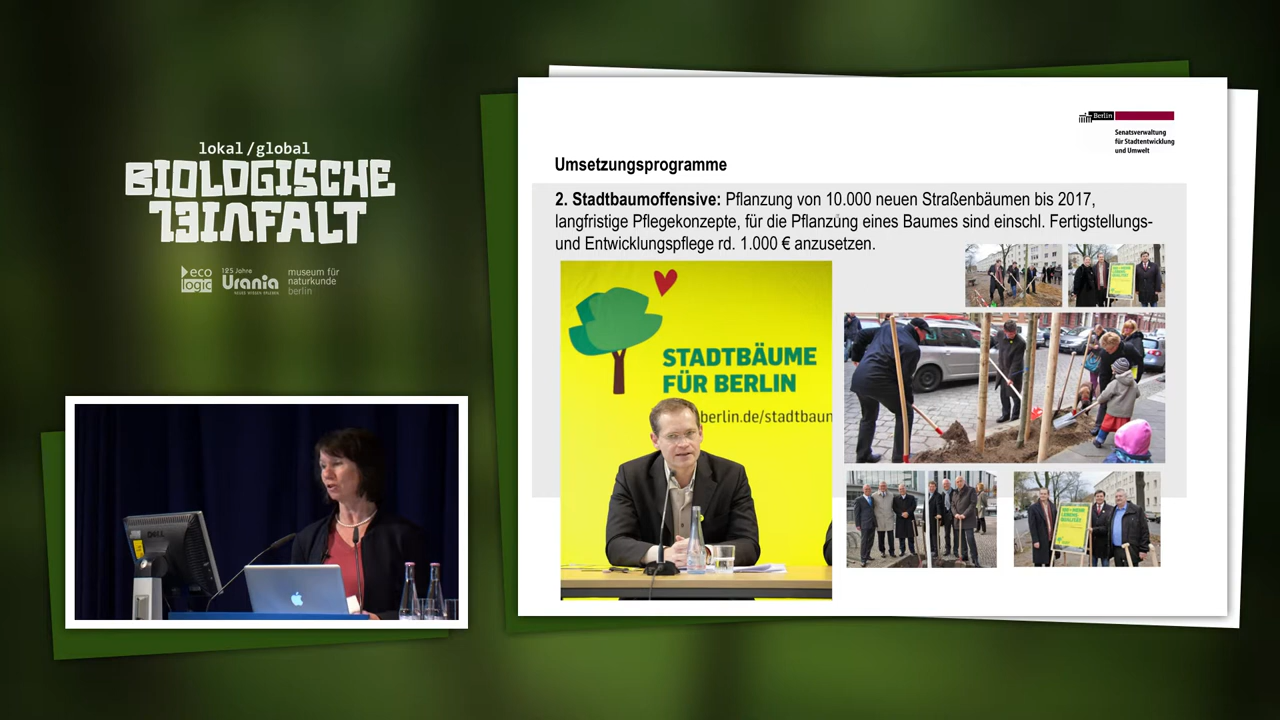 lokal/global
BIOLOGISCHE
VIELFALT
eco
logic
125 Jahre
Urania
museum für
naturkunde
berlin
DELL
Berlin
Senatsverwaltung
für Stadtentwicklung
und Umwelt
Umsetzungsprogramme
2. Stadtbaumoffensive: Pflanzung von 10.000 neuen Straßenbäumen bis 2017,
langfristige Pflegekonzepte, für die Pflanzung eines Baumes sind einschl. Fertigstellungs-
und Entwicklungspflege rd. 1.000 € anzusetzen.
STADTBÄUME
FÜR BERLIN
berlin.de/stadtbaum